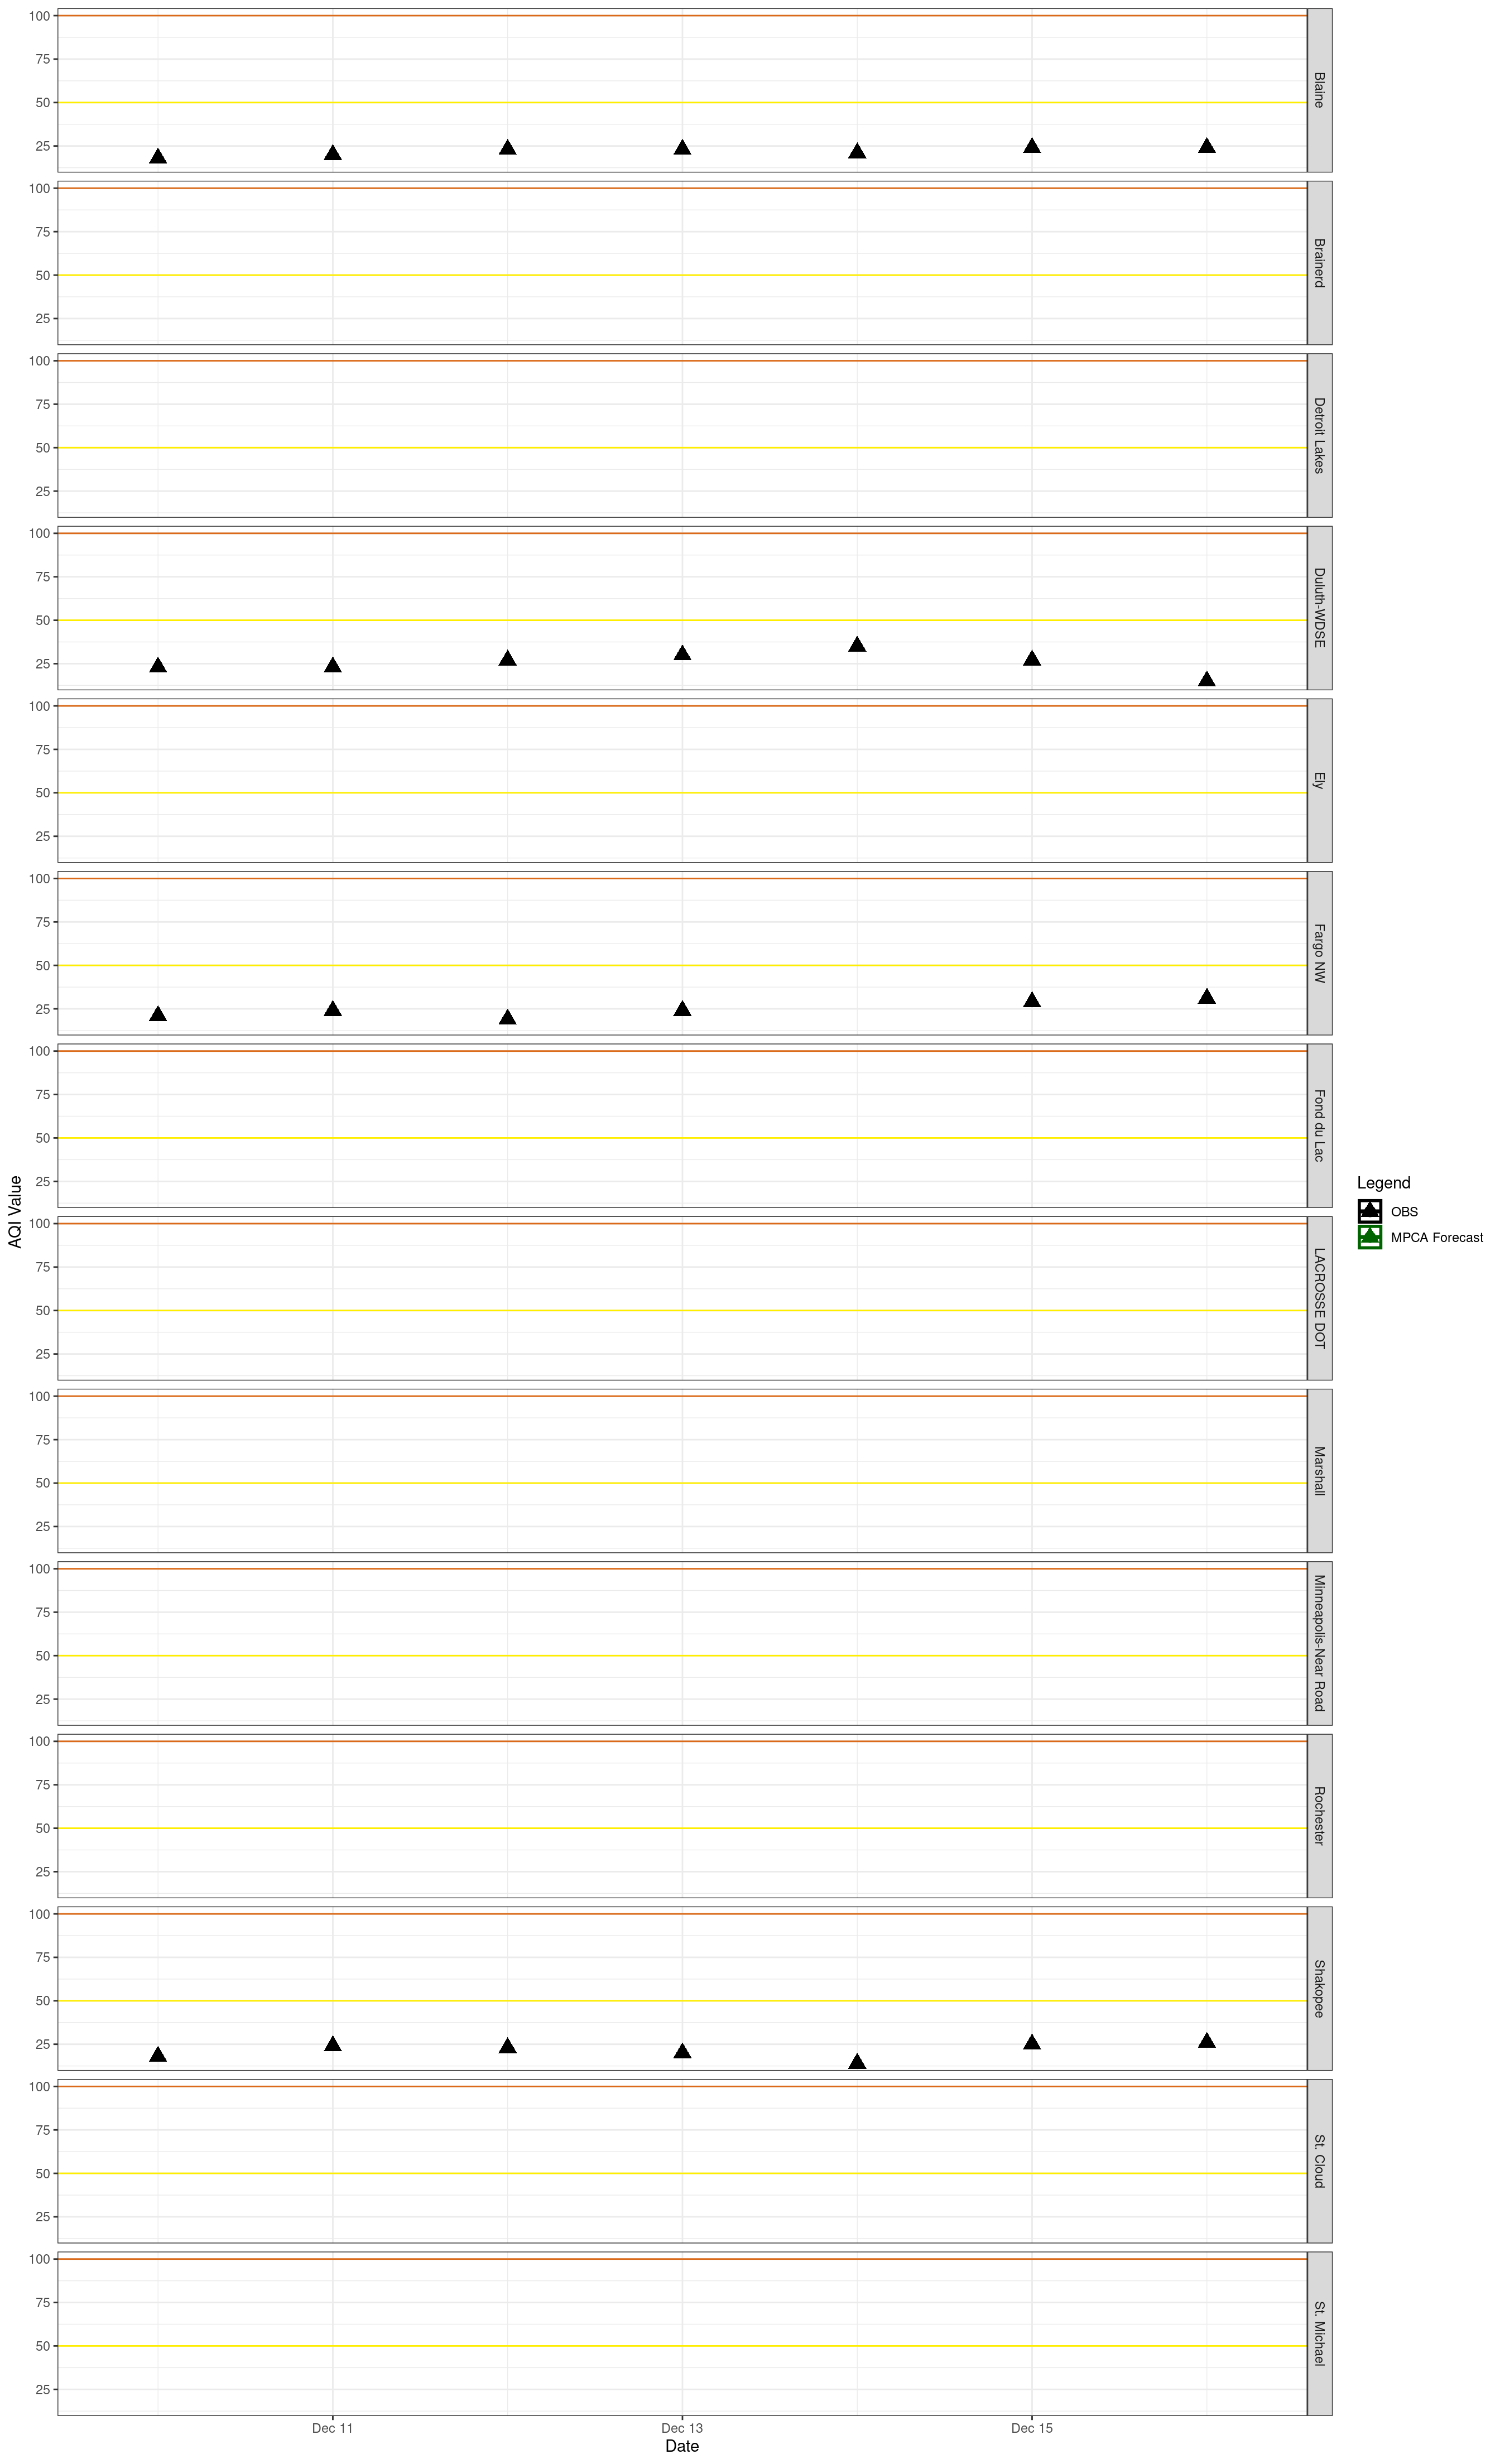 100
75
50
25
Blaine
100
75
50
25
Brainerd
100
75
50
25
Detroit Lakes
100
75
50
25
Duluth-WDSE
100
75
50
25
Ely
100
75
50
25
Fargo NW
100
75
50
25
Fond du Lac
100
75
50
25
LACROSSE DOT
100
75
50
25
Marshall
100
75
50
25
Minneapolis-Near Road
100
75
50
25
Rochester
100
75
50
25
Shakopee
100
75
50
25
St. Cloud
100
75
50
25
St. Michael
Dec 11
Dec 13
Dec 15
Date
AQI Value
Legend
OBS
MPCA Forecast